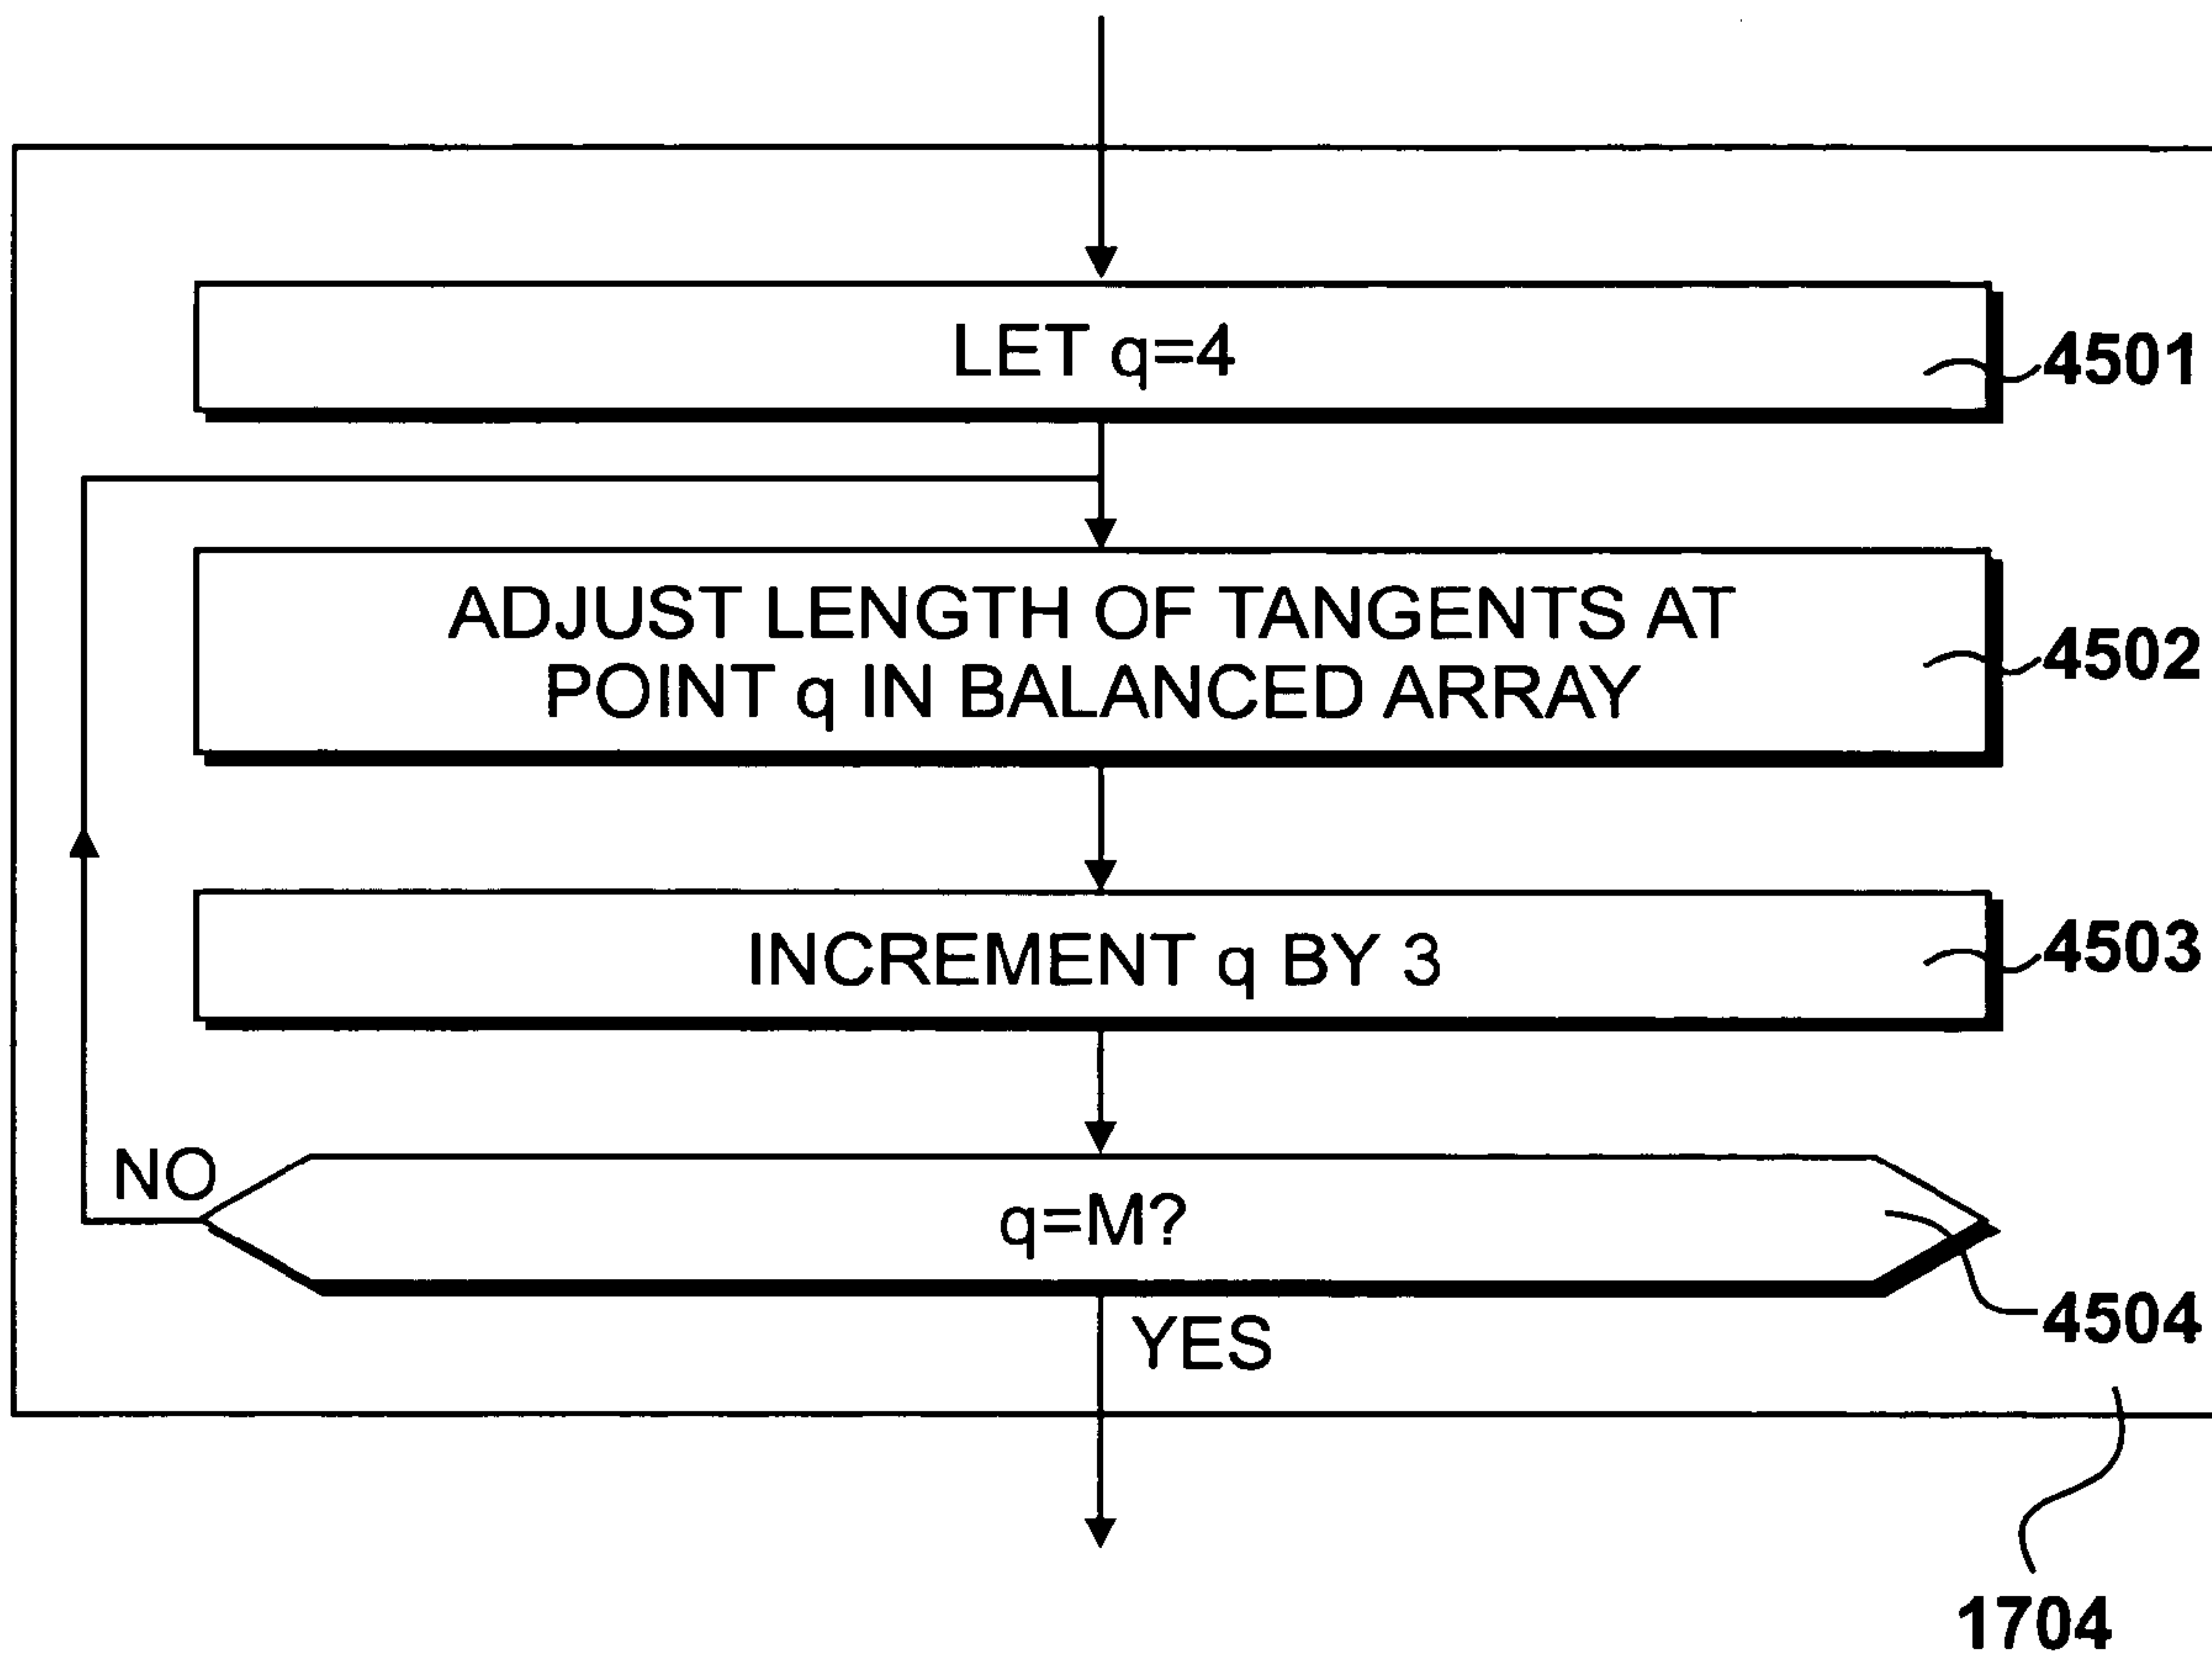 LET q=4
4501
ADJUST LENGTH OF TANGENTS AT
POINT q IN BALANCED ARRAY
4502
INCREMENT q BY 3
4503
NO
q=M?
4504
YES
1704